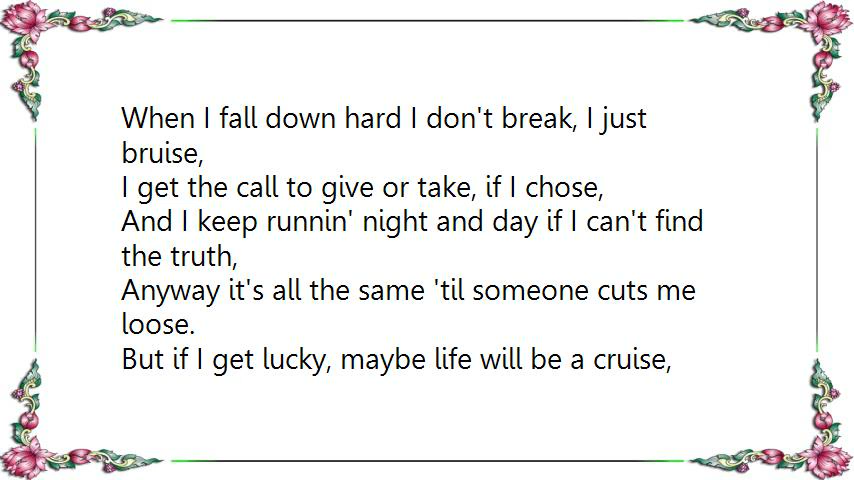 When I fall down hard I don't break, I just
bruise,
I get the call to give or take, if I chose,
And I keep runnin' night and day if I can't find
the truth,
Anyway it's all the same 'til someone cuts me
loose.
But if I get lucky, maybe life will be a cruise,